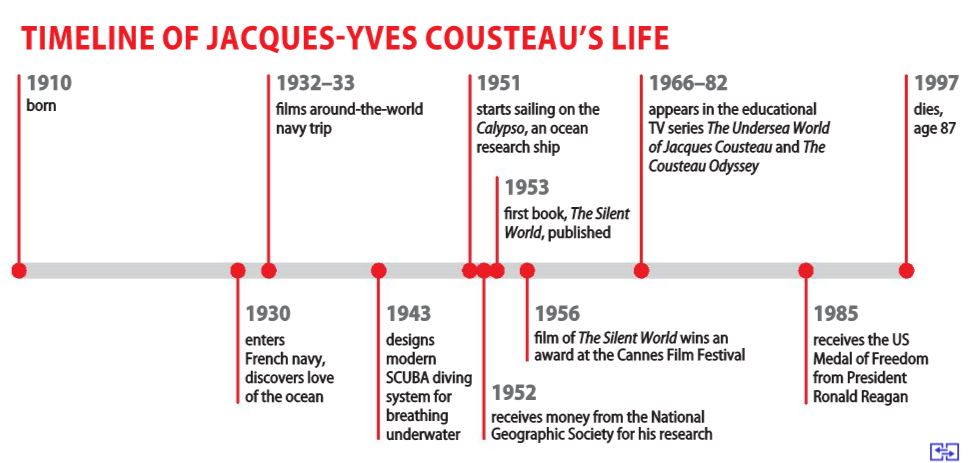 TIMELINE OF JACQUES-YVES COUSTEAU'S LIFE
1910
born
1932–33
films around-the-world
navy trip
1951
starts sailing on the
Calypso, an ocean
research ship
1966–82
appears in the educational
TV series The Undersea World
of Jacques Cousteau and The
Cousteau Odyssey
1997
dies,
age 87
1953
first book, The Silent
World, published
1930
enters
French navy,
discovers love
of the ocean
1943
designs
modern
SCUBA diving
system for
breathing
underwater
1956
film of The Silent World wins an
award at the Cannes Film Festival
1952
receives money from the National
Geographic Society for his research
1985
receives the US
Medal of Freedom
from President
Ronald Reagan